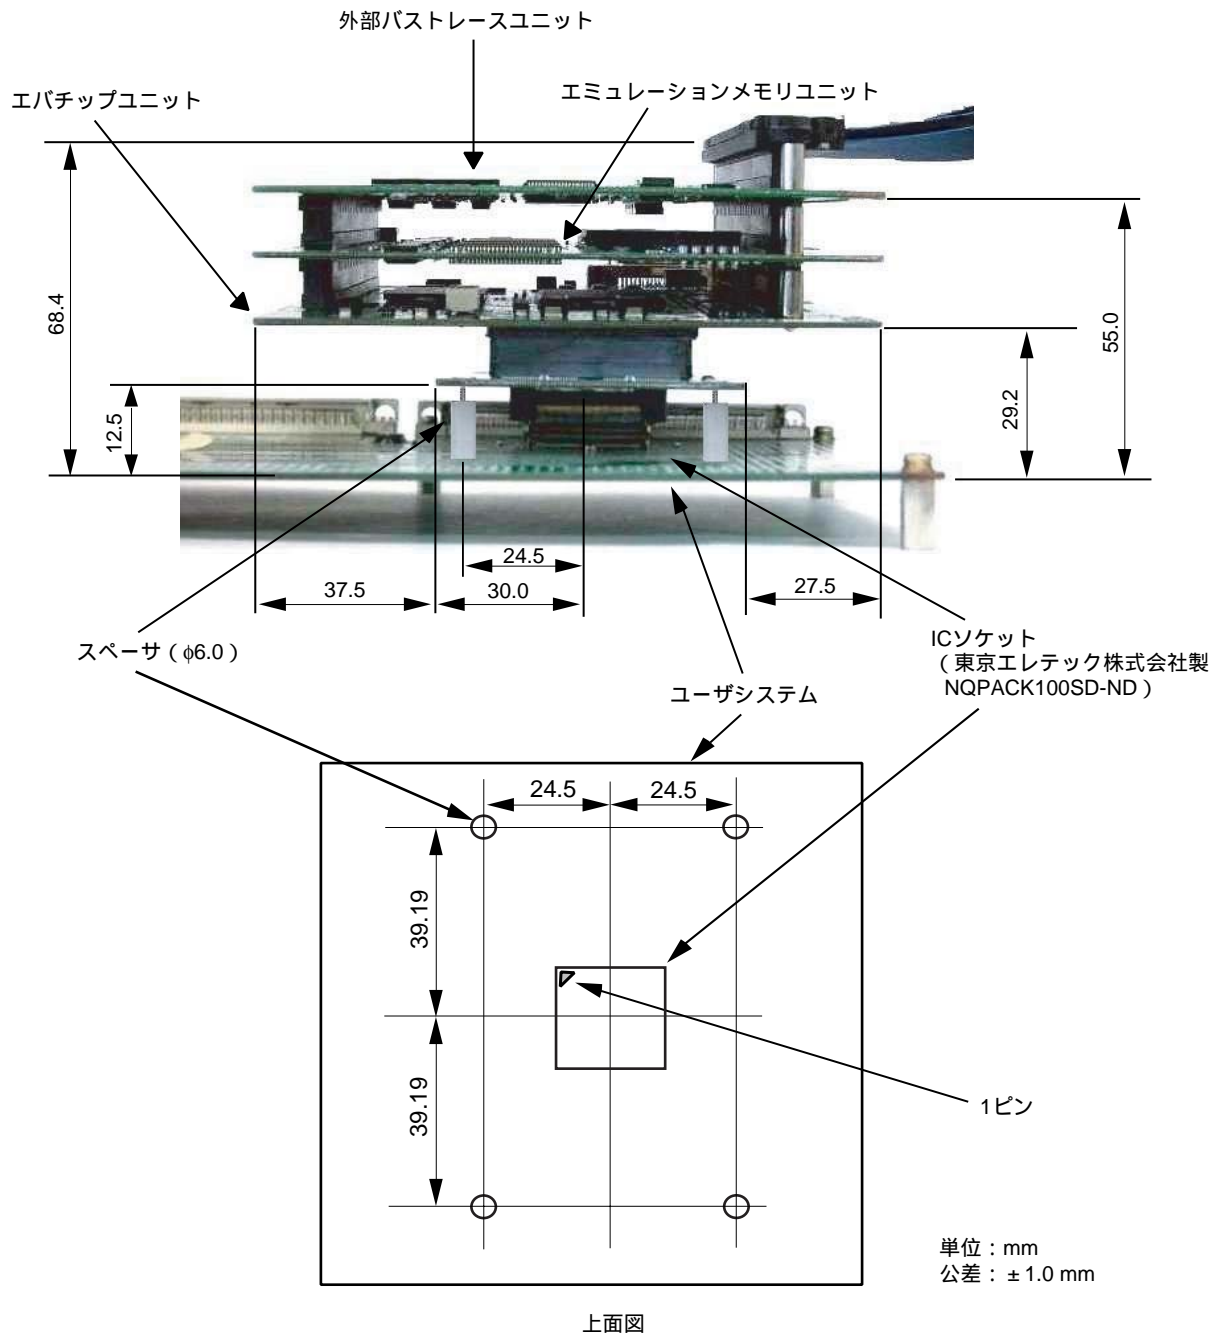 外部バストレースユニット
エバチップユニット
エミュレーションメモリユニット
68.4
12.5
55.0
29.2
24.5
37.5
30.0
27.5
スペーサ（φ6.0）
ユーザシステム
ICソケット
（東京エレテック株式会社製
NQPACK100SD-ND）
24.5
24.5
39.19
39.19
1ピン
単位：mm
公差：±1.0 mm
上面図